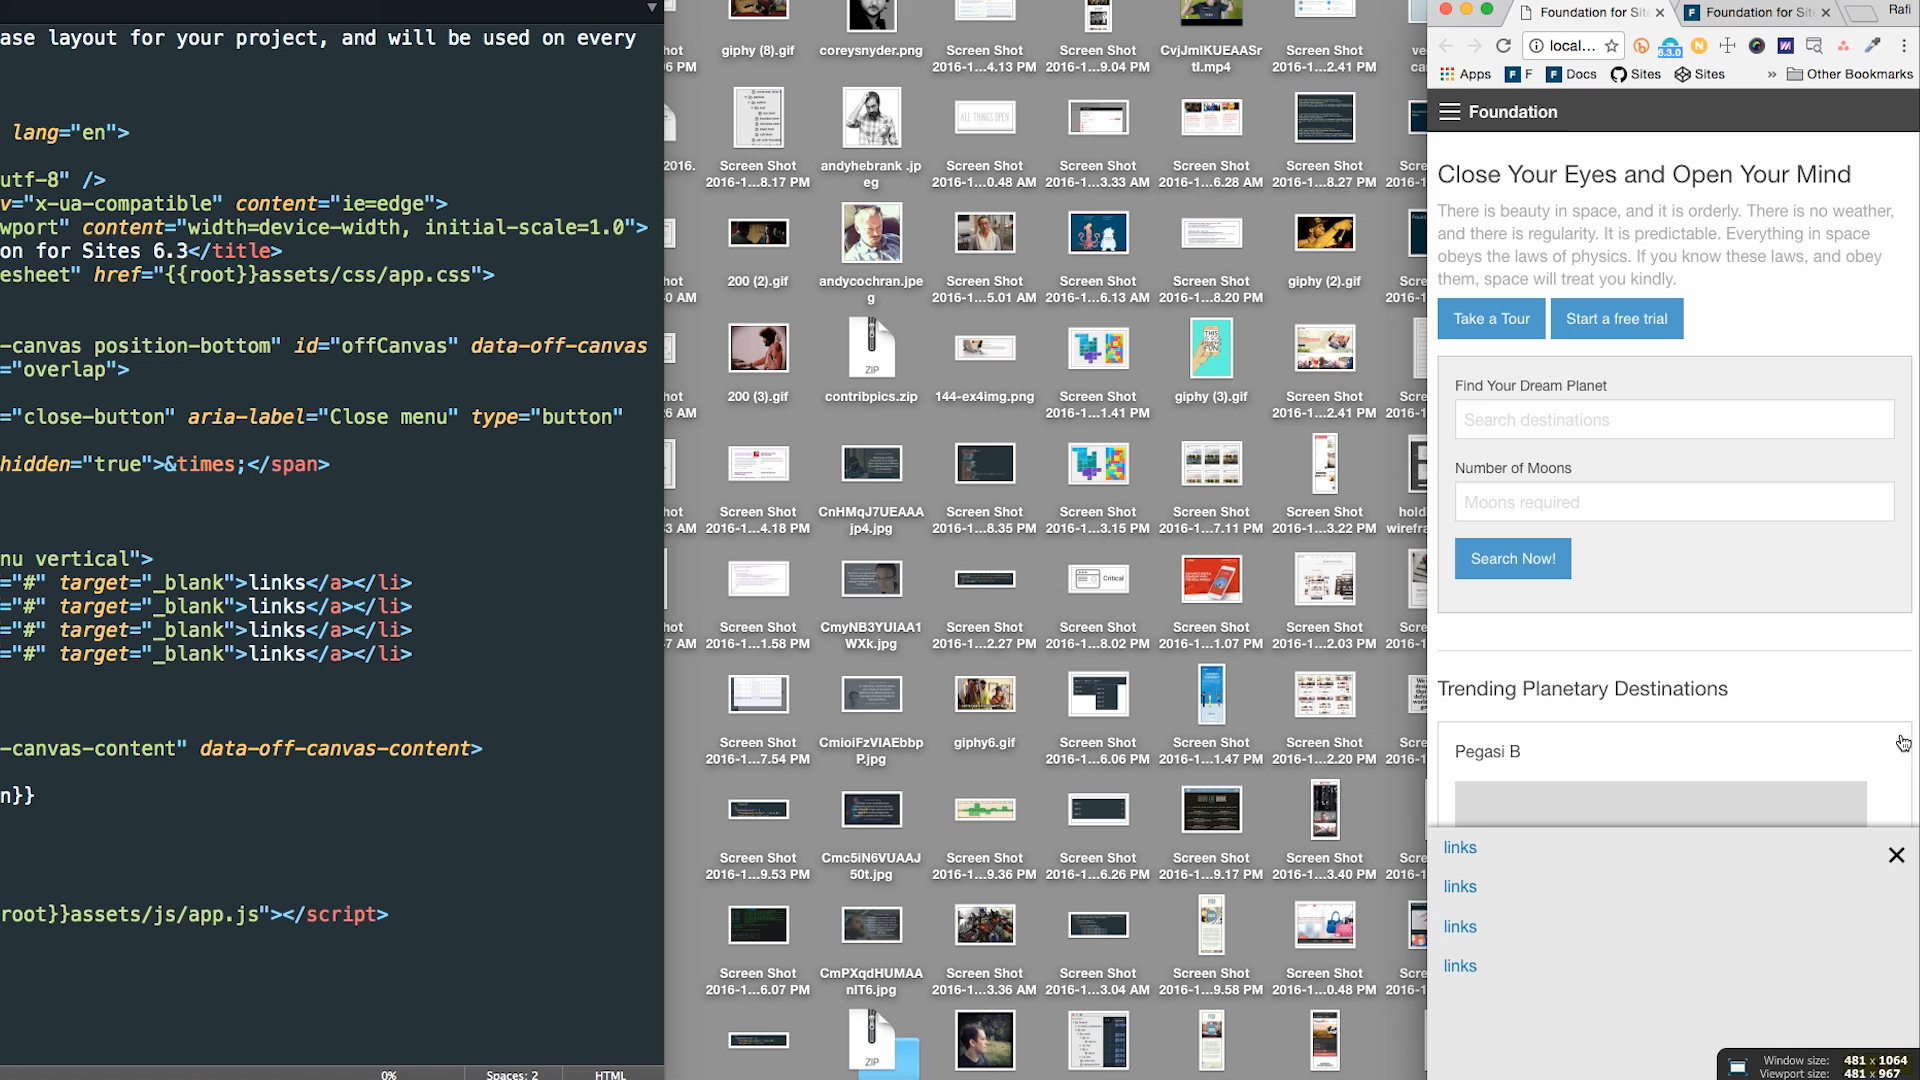 ase layout for your project, and will be used on every
lang="en">
utf-8" />
v="x-ua-compatible" content="ie=edge">
wport" content="width=device-width, initial-scale=1.0">
on for Sites 6.3</title>
esheet" href="{{root}}assets/css/app.css">
-canvas position-bottom" id="offCanvas" data-off-canvas
="overlap">
="close-button" aria-label="Close menu" type="button"
hidden="true">&times;</span>
nu vertical">
="#" target="_blank">links</a></li>
="#" target="_blank">links</a></li>
="#" target="_blank">links</a></li>
="#" target="_blank">links</a></li>
-canvas-content" data-off-canvas-content>
n}}
root}}assets/js/app.js"></script>
0% Spaces: 2 HTML
giphy (8).gif
coreysnyder.png
Screen Shot
2016-1...4.13 PM
Screen Shot
2016-1...9.04 PM
CvjJmlKUEAASr
tl.mp4
Screen Shot
2016-1...2.41 PM
Screen Shot
2016-1...8.17 PM
andyhebrank .jp
eg
ALL THINGS OPEN
Screen Shot
2016-1...0.48 AM
Screen Shot
2016-1...3.33 AM
Screen Shot
2016-1...6.28 AM
Screen Shot
2016-1...8.27 PM
200 (2).gif
andycochran.jpe
g
Screen Shot
2016-1...5.01 AM
Screen Shot
2016-1...6.13 AM
Screen Shot
2016-1...8.20 PM
giphy (2).gif
200 (3).gif
ZIP
contribpics.zip
144-ex4img.png
Screen Shot
2016-1...1.41 PM
giphy (3).gif
Screen Shot
2016-1...2.41 PM
Screen Shot
2016-1...4.18 PM
CnHMqJ7UEAAA
jp4.jpg
Screen Shot
2016-1...8.35 PM
Screen Shot
2016-1...3.15 PM
Screen Shot
2016-1...7.11 PM
Screen Shot
2016-1...3.22 PM
hold
wirefra
Screen Shot
2016-1...1.58 PM
CmyNB3YUIAA1
WXk.jpg
Screen Shot
2016-1...2.27 PM
Critical
Screen Shot
2016-1...8.02 PM
Screen Shot
2016-1...1.07 PM
Screen Shot
2016-1...2.03 PM
Screen Shot
2016-1...7.54 PM
CmioiFzVIAEbbp
P.jpg
giphy6.gif
Screen Shot
2016-1...6.06 PM
Screen Shot
2016-1...1.47 PM
Screen Shot
2016-1...2.20 PM
Screen Shot
2016-1...9.53 PM
Cmc5iN6VUAAJ
50t.jpg
Screen Shot
2016-1...9.36 PM
Screen Shot
2016-1...6.26 PM
Screen Shot
2016-1...9.17 PM
Screen Shot
2016-1...3.40 PM
Screen Shot
2016-1...6.07 PM
CmPXqdHUMAA
nIT6.jpg
Screen Shot
2016-1...3.36 AM
Screen Shot
2016-1...3.04 AM
Screen Shot
2016-1...9.58 PM
Screen Shot
2016-1...0.48 PM
ZIP
Foundation for Site Foundation for Site Rafi
local... 6.3.0
Apps F Docs Sites Sites » Other Bookmarks
Foundation
Close Your Eyes and Open Your Mind
There is beauty in space, and it is orderly. There is no weather,
and there is regularity. It is predictable. Everything in space
obeys the laws of physics. If you know these laws, and obey
them, space will treat you kindly.
Take a Tour Start a free trial
Find Your Dream Planet
Search destinations
Number of Moons
Moons required
Search Now!
Trending Planetary Destinations
Pegasi B
links
links
links
links
Window size: 481 x 1064
Viewport size: 481 x 967